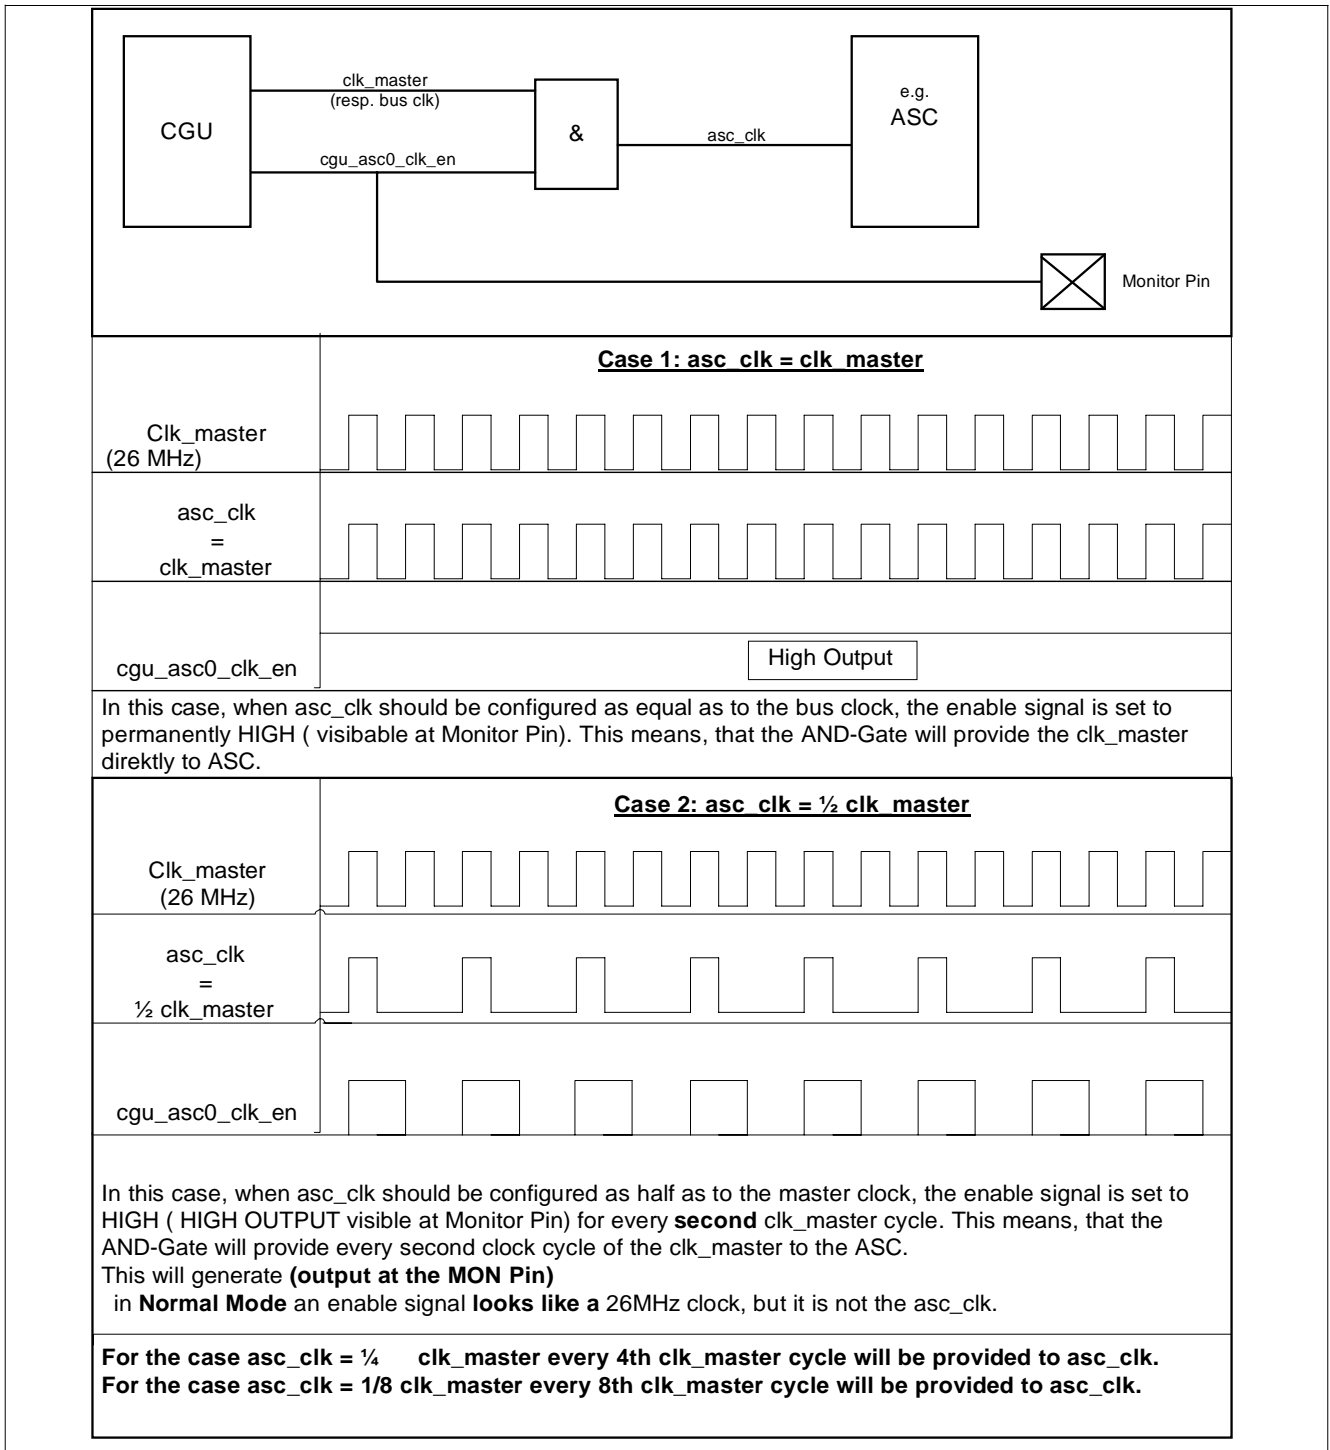 clk_master
(resp. bus clk)
CGU
cgu_asc0_clk_en
&
asc_clk
e.g.
ASC
Monitor Pin
Case 1: asc_clk = clk_master
Clk_master
(26 MHz)
asc_clk
=
clk_master
cgu_asc0_clk_en
High Output
In this case, when asc_clk should be configured as equal as to the bus clock, the enable signal is set to
permanently HIGH ( visibable at Monitor Pin). This means, that the AND-Gate will provide the clk_master
direktly to ASC.
Case 2: asc_clk = ½ clk_master
Clk_master
(26 MHz)
asc_clk
=
½ clk_master
cgu_asc0_clk_en
In this case, when asc_clk should be configured as half as to the master clock, the enable signal is set to
HIGH ( HIGH OUTPUT visible at Monitor Pin) for every second clk_master cycle. This means, that the
AND-Gate will provide every second clock cycle of the clk_master to the ASC.
This will generate (output at the MON Pin)
in Normal Mode an enable signal looks like a 26MHz clock, but it is not the asc_clk.
For the case asc_clk = ¼ clk_master every 4th clk_master cycle will be provided to asc_clk.
For the case asc_clk = 1/8 clk_master every 8th clk_master cycle will be provided to asc_clk.